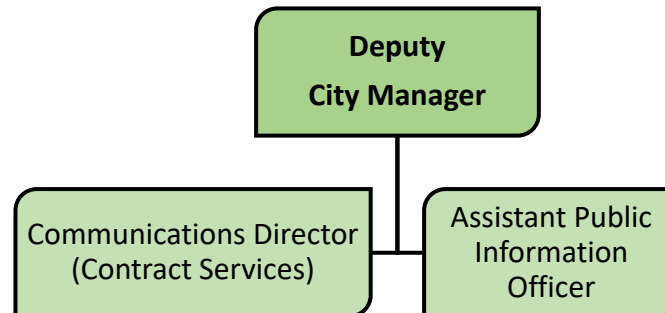 Deputy
City Manager
Communications Director
(Contract Services)
Assistant Public
Information
Officer